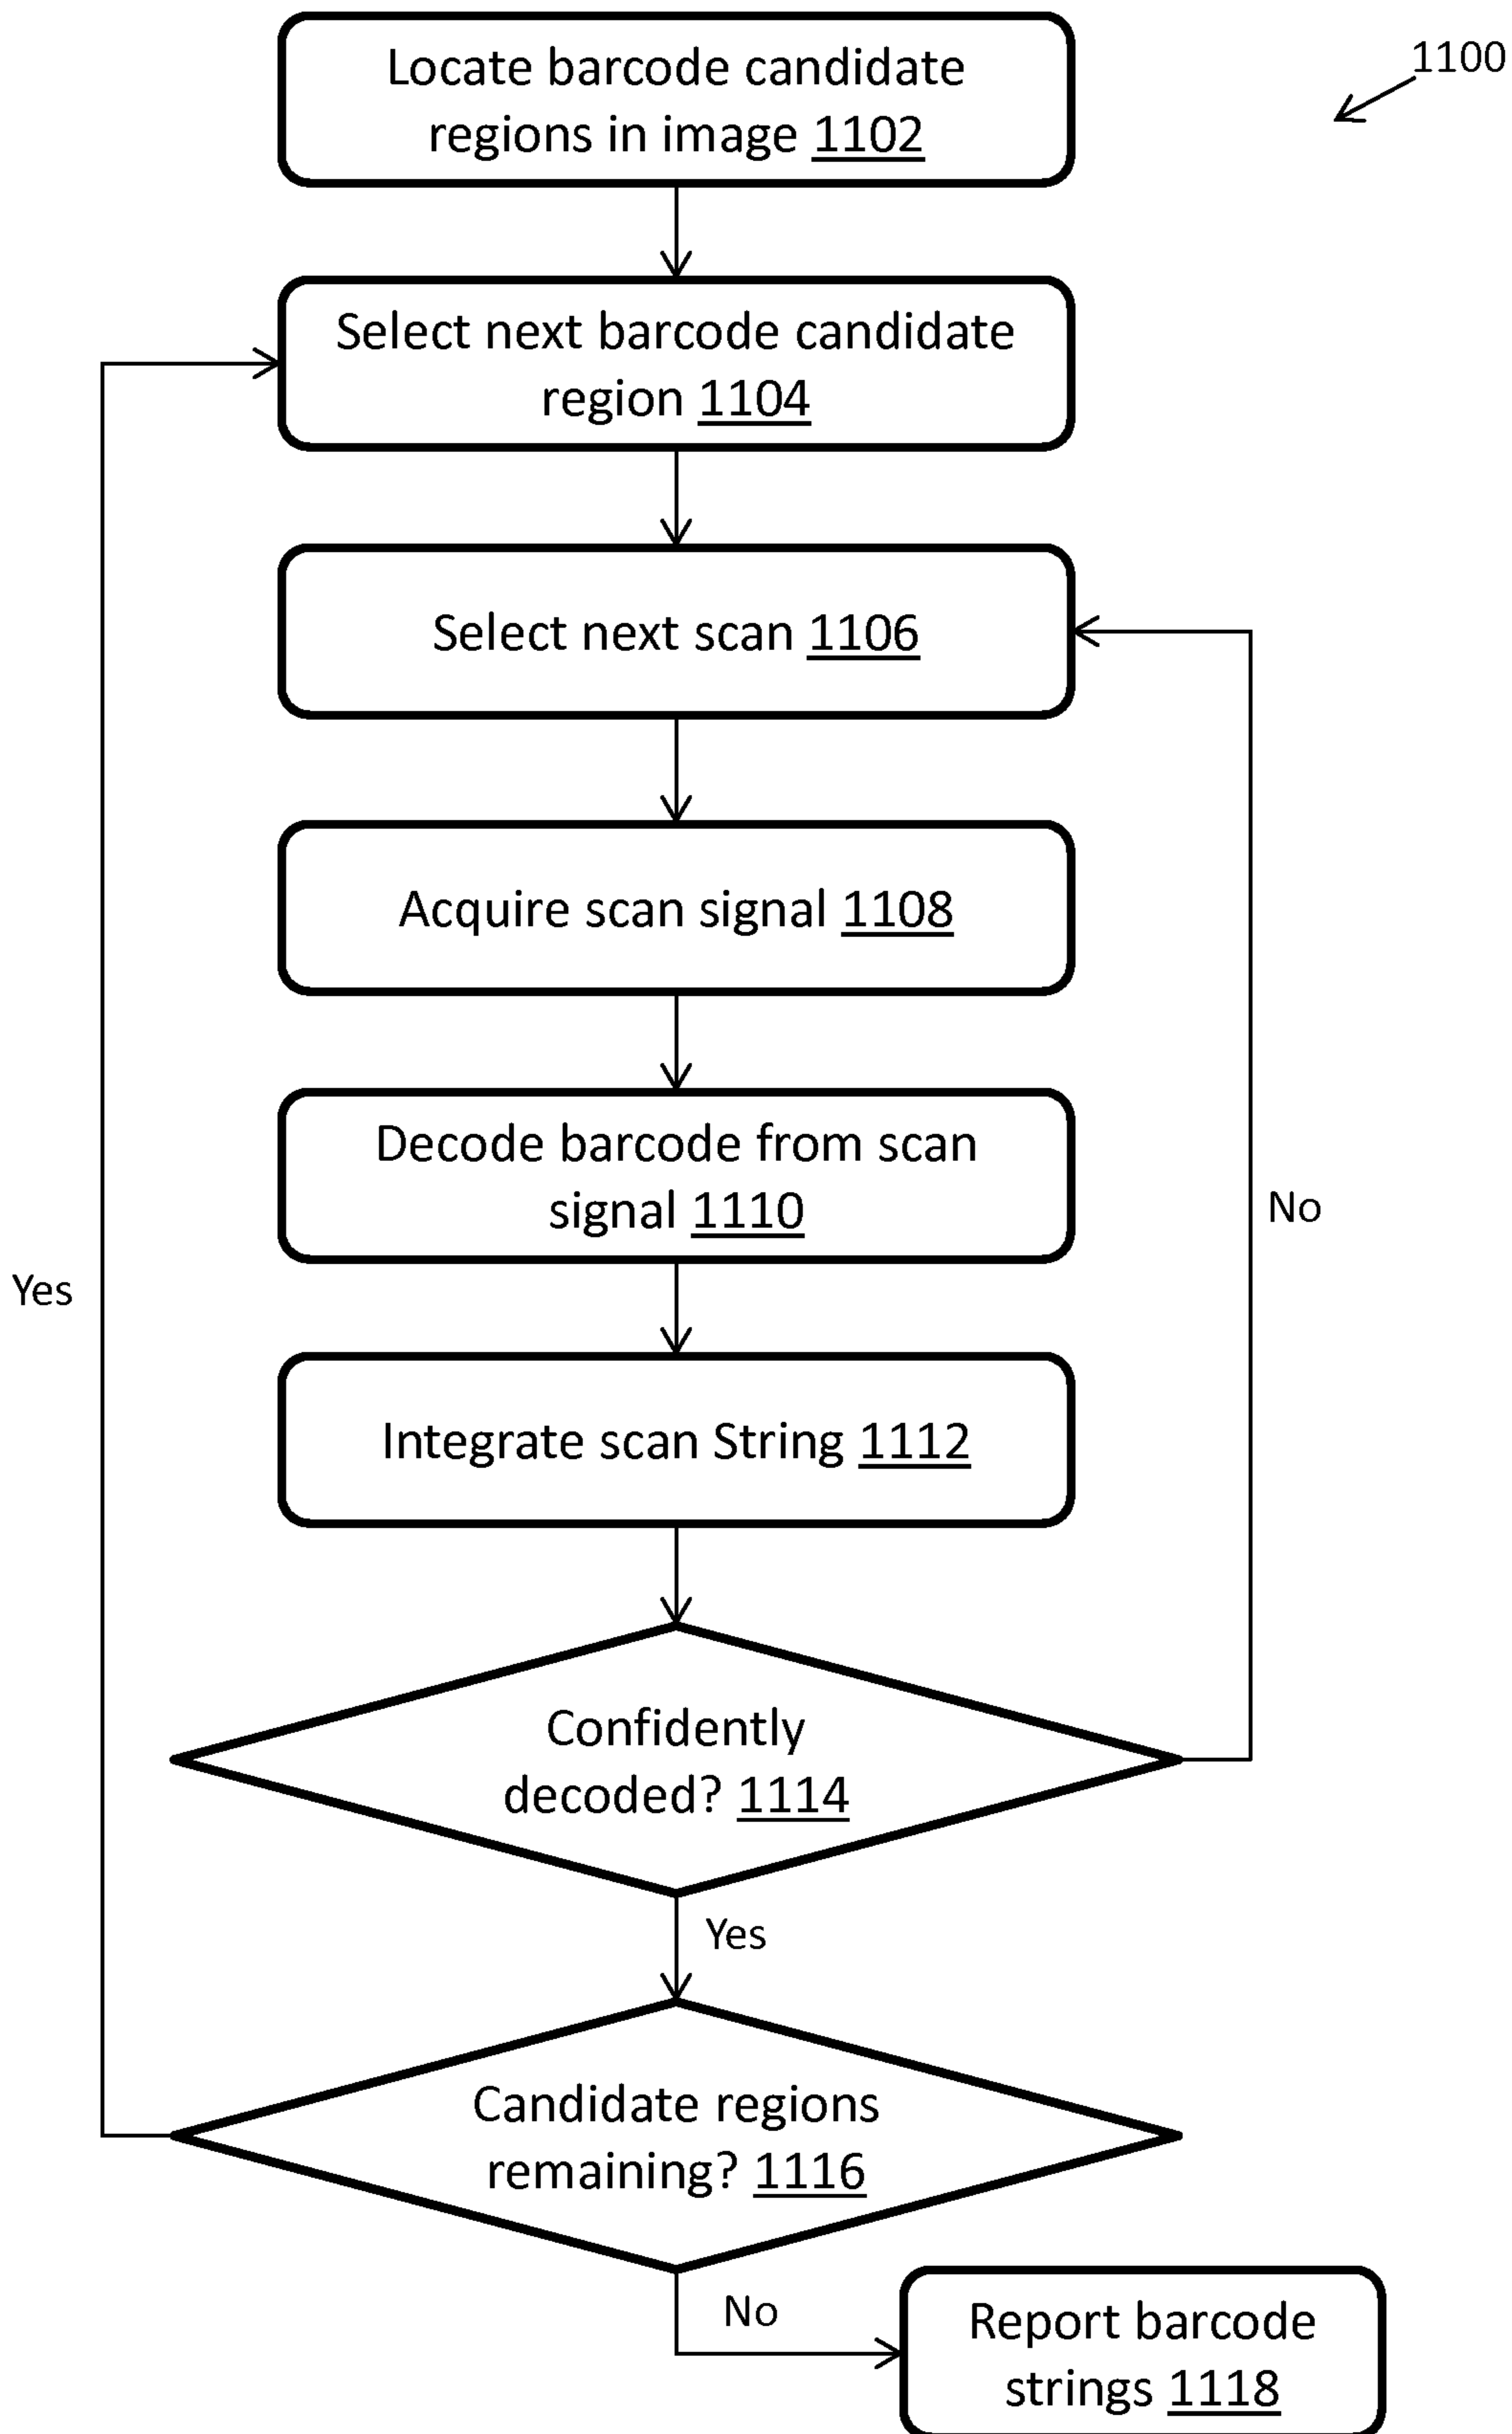 Locate barcode candidate
regions in image 1102
1100
Select next barcode candidate
region 1104
Select next scan 1106
Acquire scan signal 1108
Decode barcode from scan
signal 1110
No
Yes
Integrate scan String 1112
Confidently
decoded? 1114
Yes
Candidate regions
remaining? 1116
No
Report barcode
strings 1118